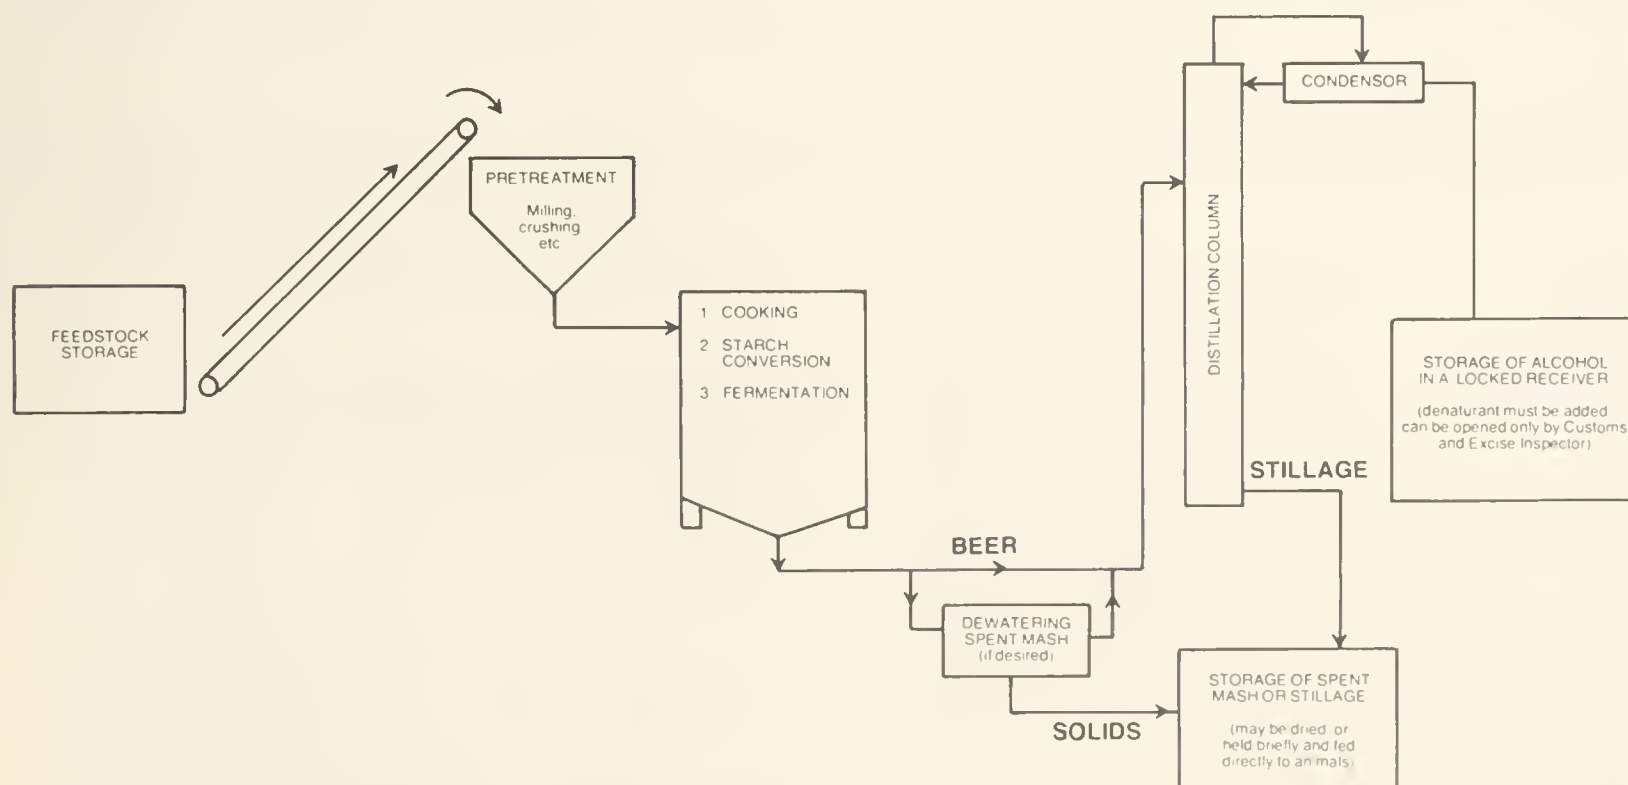 FEEDSTOCK
STORAGE
PRETREATMENT
Milling,
crushing
etc
1 COOKING
2 STARCH
CONVERSION
3 FERMENTATION
BEER
DEWATERING
SPENT MASH
(if desired)
SOLIDS
DISTILLATION COLUMN
CONDENSOR
STILLAGE
STORAGE OF ALCOHOL
IN A LOCKED RECEIVER
(denaturant must be added
can be opened only by Customs
and Excise Inspector)
STORAGE OF SPENT
MASH OR STILLAGE
(may be dried or
held briefly and fed
directly to animals)